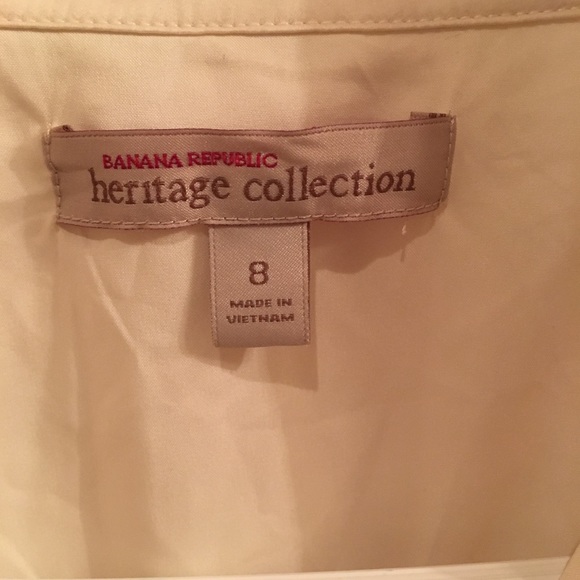 BANANA REPUBLIC
heritage collection
8
MADE IN
VIETNAM